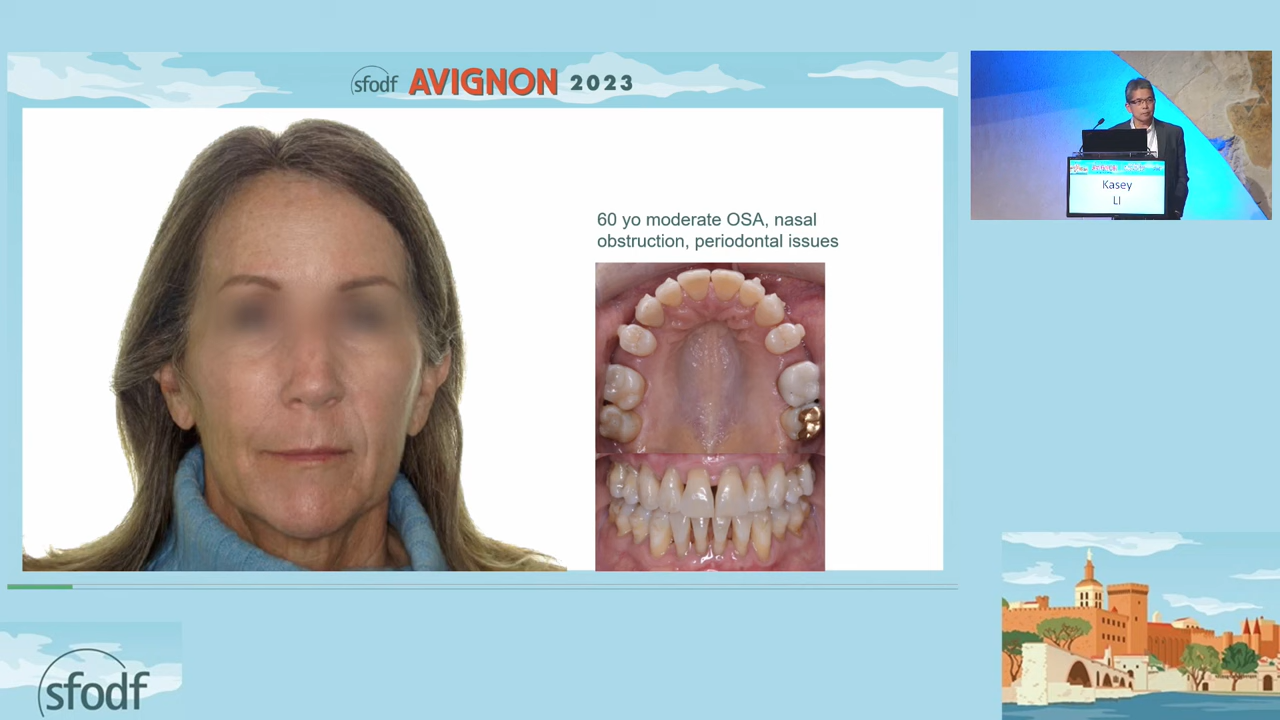 sfodf AVIGNON 2023
60 yo moderate OSA, nasal
obstruction, periodontal issues
Kasey
LI
sfodf